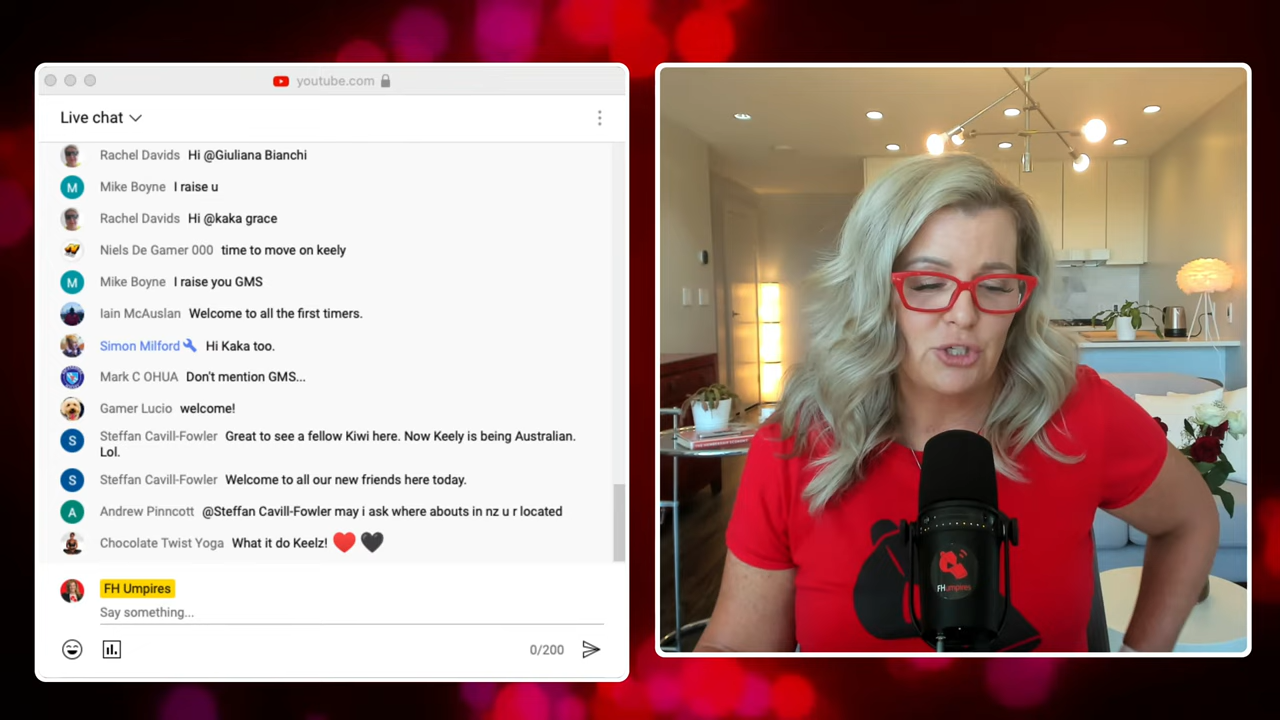 youtube.com
Live chat
Rachel Davids Hi @Giuliana Bianchi
Mike Boyne I raise u
Rachel Davids Hi @kaka grace
Niels De Gamer 000 time to move on keely
Mike Boyne I raise you GMS
Iain McAuslan Welcome to all the first timers.
Simon Milford Hi Kaka too.
Mark C OHUA Don't mention GMS...
Gamer Lucio welcome!
Steffan Cavill-Fowler Great to see a fellow Kiwi here. Now Keely is being Australian.
Lol.
Steffan Cavill-Fowler Welcome to all our new friends here today.
Andrew Pinncott @Steffan Cavill-Fowler may i ask where abouts in nz u r located
Chocolate Twist Yoga What it do Keelz! ❤️ 🖤
FH Umpires
Say something...
0/200
M
M
S
S
A
FHumpires